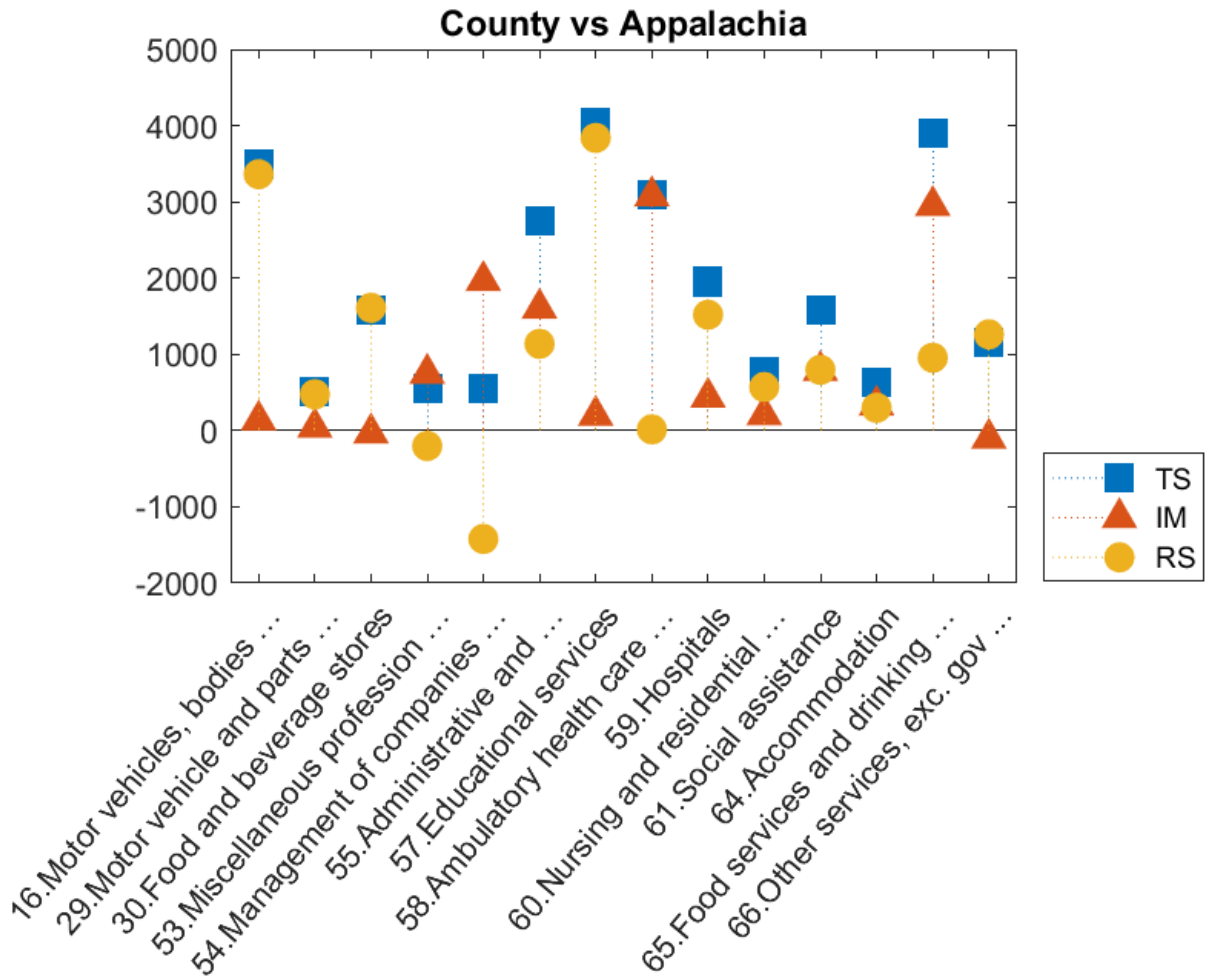 County vs Appalachia
5000
4000
3000
2000
1000
0
-1000
-2000
16.Motor vehicles, bodies ...
29.Motor vehicle and parts ...
30.Food and beverage stores
53.Miscellaneous profession ...
54.Management of companies ...
55.Administrative and ...
57.Educational services
58.Ambulatory health care ...
59.Hospitals
60.Nursing and residential ...
61.Social assistance
64.Accommodation
65.Food services and drinking ...
66.Other services, exc. gov ...
TS
IM
RS